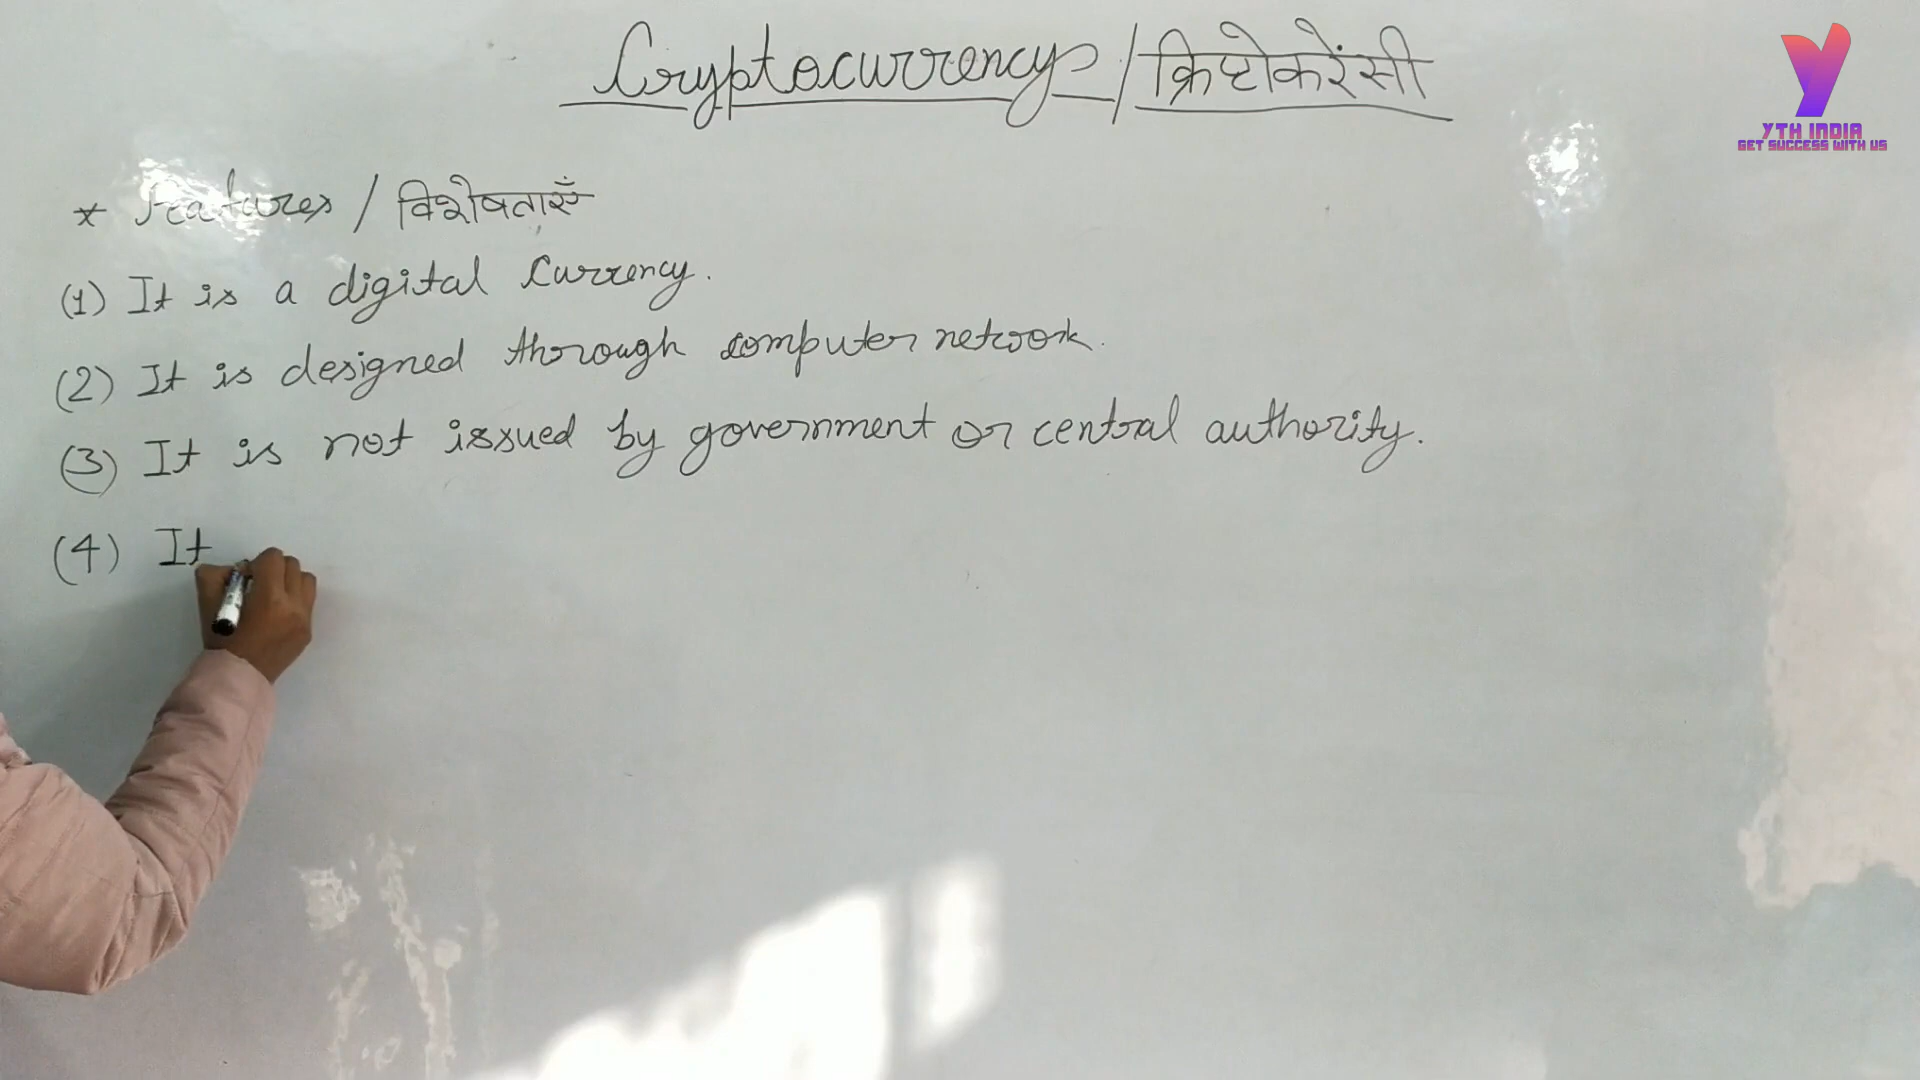 Cryptocurrency / क्रिप्टोकरेंसी
YTH INDIA
GET SUCCESS WITH US
* Features / विशेषताएँ
(1) It is a digital Currency.
(2) It is designed through computer network.
(3) It is not issued by government or central authority.
(4) It